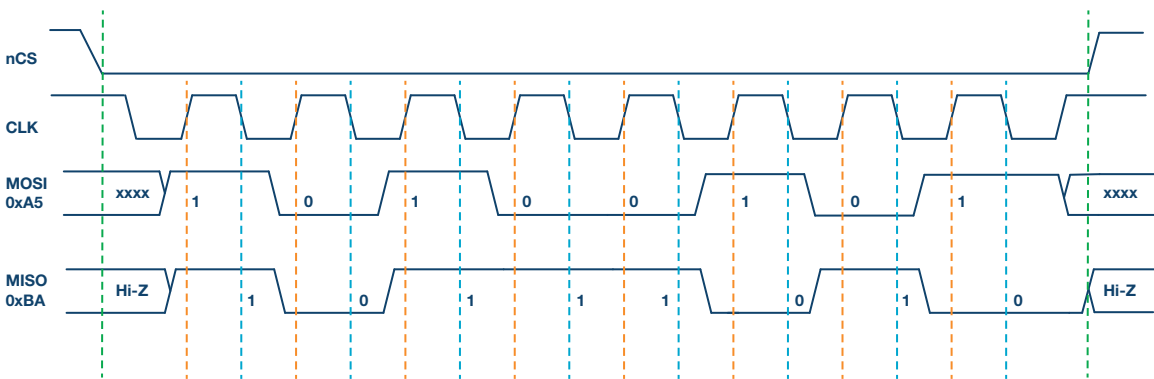 nCS
CLK
MOSI
0xA5
xxxx 1 0 1 0 0 1 0 1 xxxx
MISO
0xBA
Hi-Z 1 0 1 1 1 0 1 0 Hi-Z